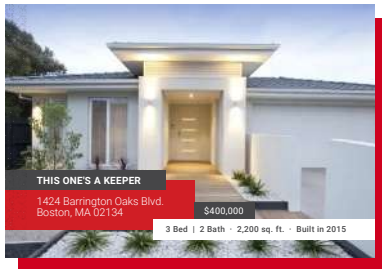 THIS ONE'S A KEEPER
1424 Barrington Oaks Blvd.
Boston, MA 02134
$400,000
3 Bed | 2 Bath · 2,200 sq. ft. · Built in 2015